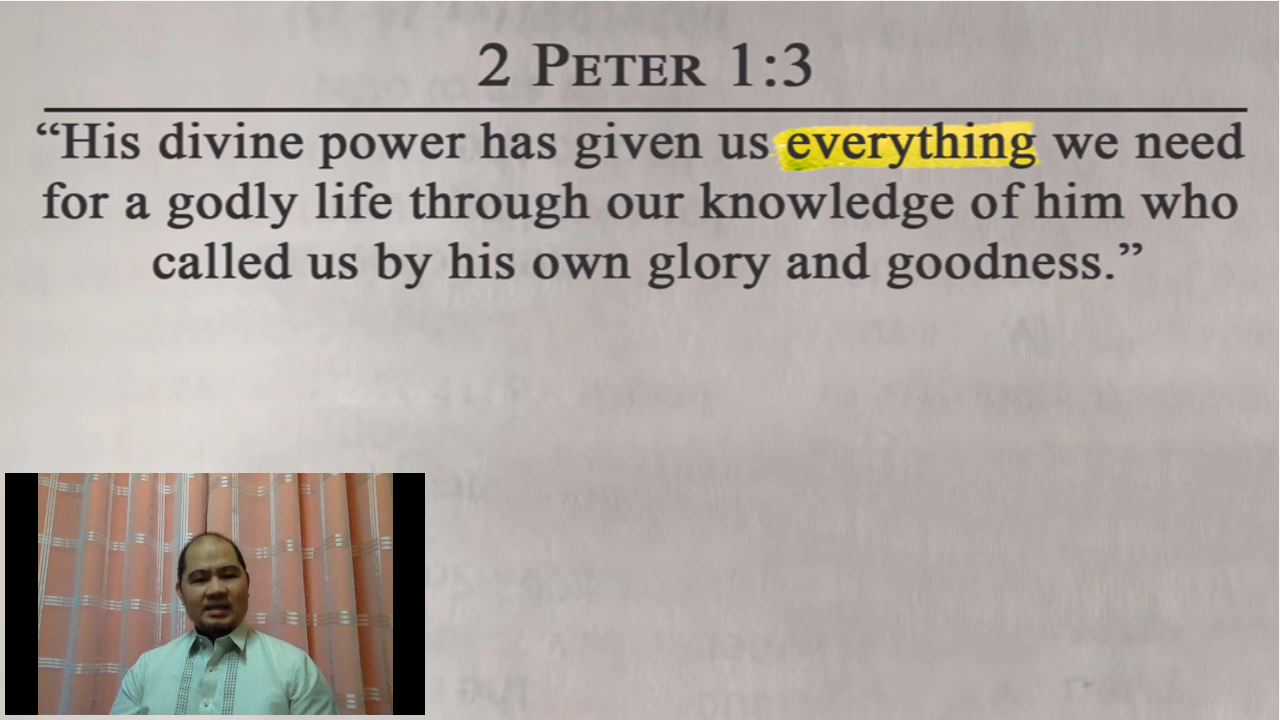 2 PETER 1:3
“His divine power has given us everything we need
for a godly life through our knowledge of him who
called us by his own glory and goodness.”